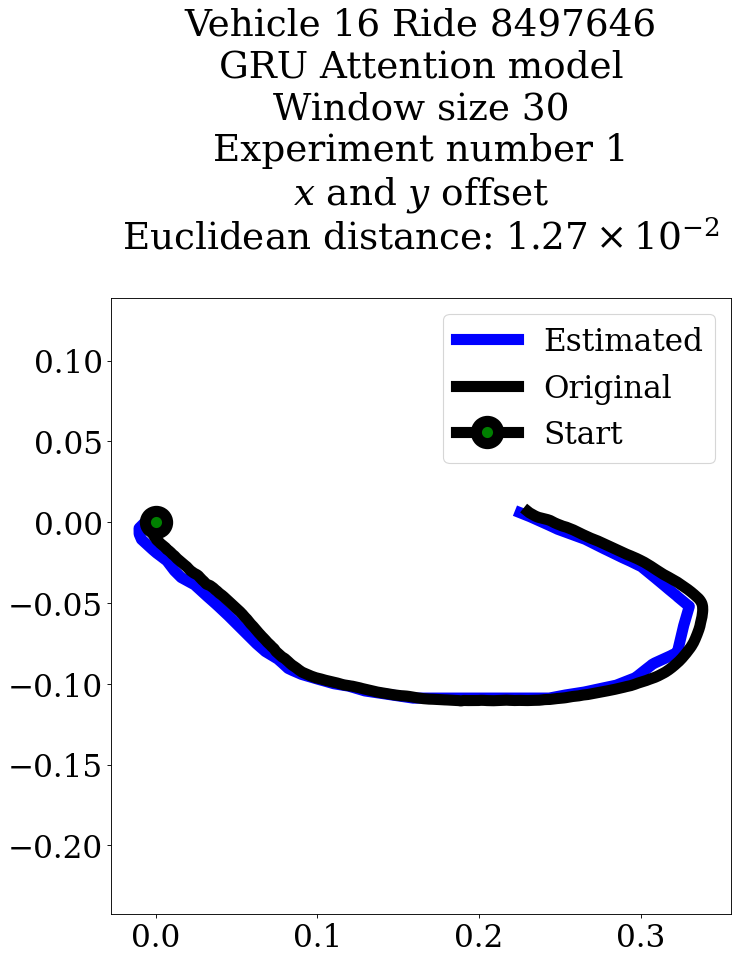 Vehicle 16 Ride 8497646
GRU Attention model
Window size 30
Experiment number 1
x and y offset
Euclidean distance: 1.27 × 10⁻²
Estimated
Original
Start
0.10
0.05
0.00
−0.05
−0.10
−0.15
−0.20
0.0 0.1 0.2 0.3